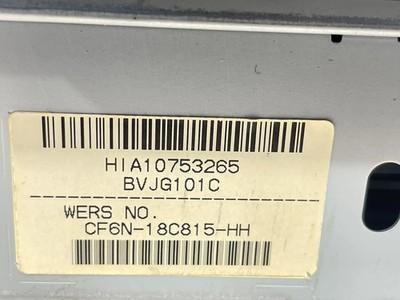 HIA10753265
BVJG101C
WERS NO.
CF6N-18C815-HH